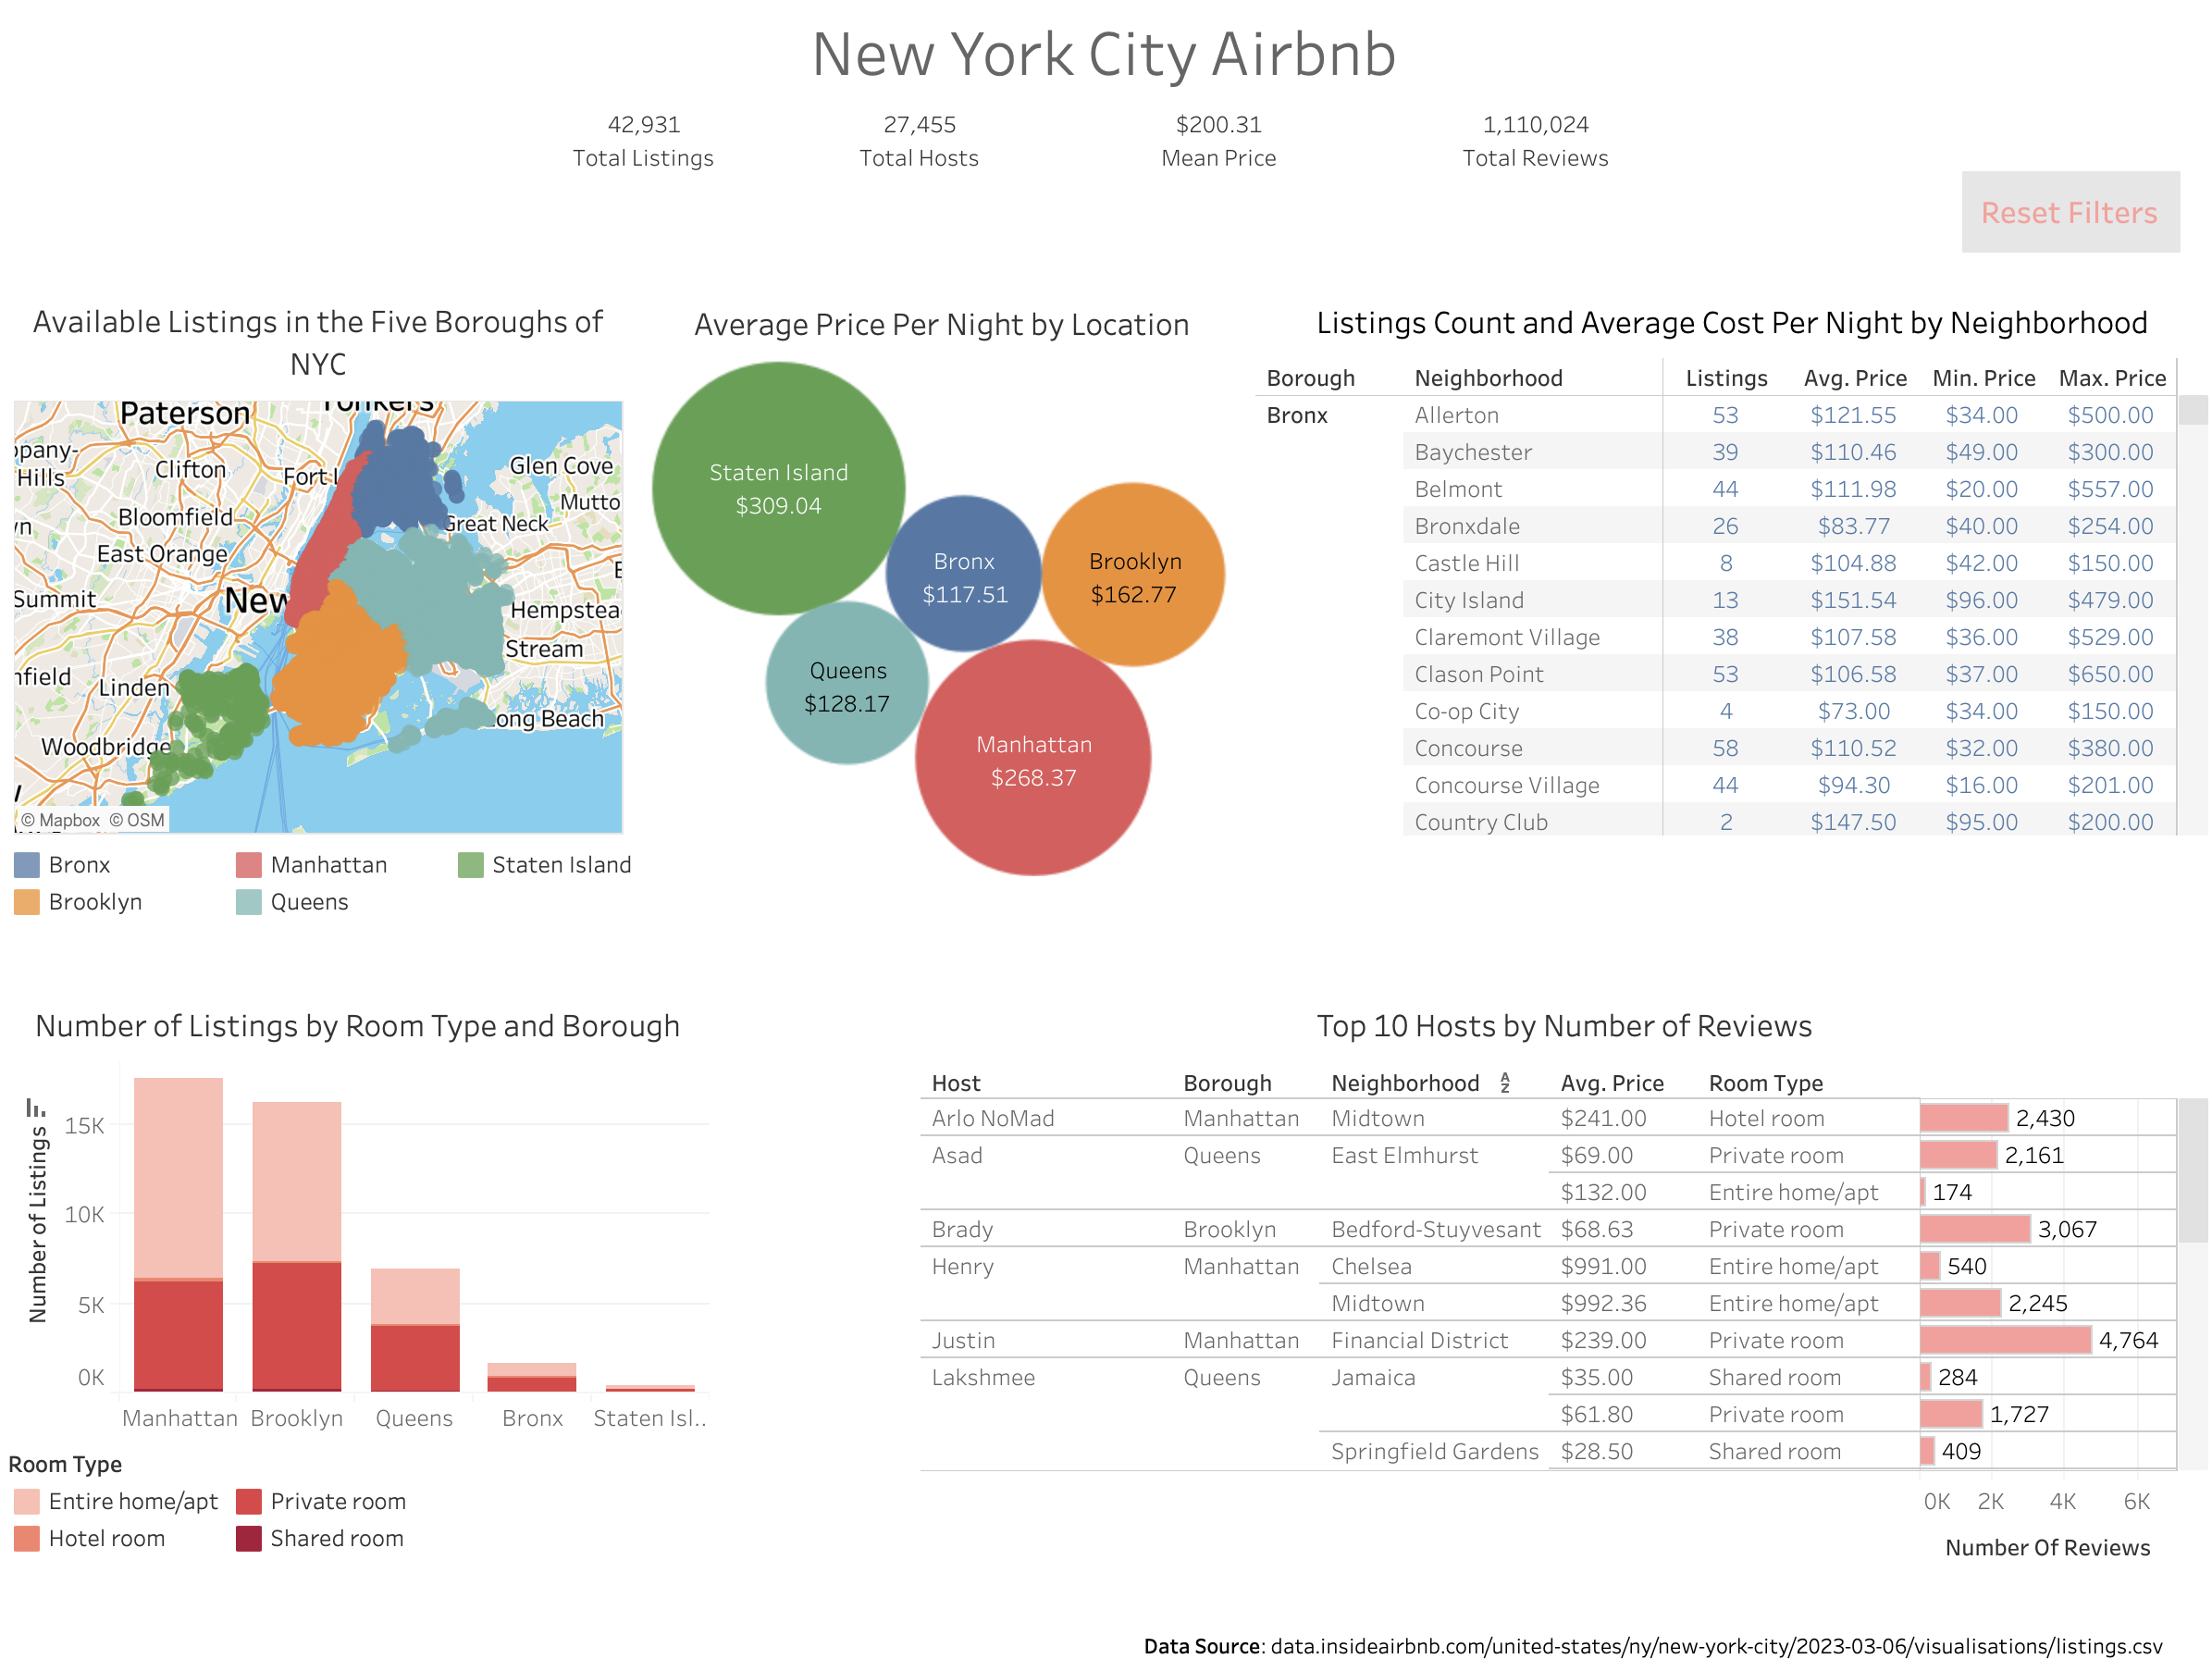 New York City Airbnb
42,931 27,455 $200.31 1,110,024
Total Listings Total Hosts Mean Price Total Reviews
Reset Filters
Available Listings in the Five Boroughs of
NYC
Paterson
Clifton
Hills
Glen Cove
Bloomfield
Great Neck
East Orange
Summit
New
Stream
Linden
Long Beach
Woodbridge
© Mapbox © OSM
Bronx Manhattan Staten Island
Brooklyn Queens
Average Price Per Night by Location
Staten Island
$309.04
Bronx
$117.51
Brooklyn
$162.77
Queens
$128.17
Manhattan
$268.37
Listings Count and Average Cost Per Night by Neighborhood
Borough Neighborhood Listings Avg. Price Min. Price Max. Price
Bronx Allerton 53 $121.55 $34.00 $500.00
Baychester 39 $110.46 $49.00 $300.00
Belmont 44 $111.98 $20.00 $557.00
Bronxdale 26 $83.77 $40.00 $254.00
Castle Hill 8 $104.88 $42.00 $150.00
City Island 13 $151.54 $96.00 $479.00
Claremont Village 38 $107.58 $36.00 $529.00
Clason Point 53 $106.58 $37.00 $650.00
Co-op City 4 $73.00 $34.00 $150.00
Concourse 58 $110.52 $32.00 $380.00
Concourse Village 44 $94.30 $16.00 $201.00
Country Club 2 $147.50 $95.00 $200.00
Number of Listings by Room Type and Borough
Number of Listings
15K
10K
5K
0K
Manhattan Brooklyn Queens Bronx Staten Isl..
Room Type
Entire home/apt Private room
Hotel room Shared room
Top 10 Hosts by Number of Reviews
Host Borough Neighborhood Avg. Price Room Type
Arlo NoMad Manhattan Midtown $241.00 Hotel room 2,430
Asad Queens East Elmhurst $69.00 Private room 2,161
$132.00 Entire home/apt 174
Brady Brooklyn Bedford-Stuyvesant $68.63 Private room 3,067
Henry Manhattan Chelsea $991.00 Entire home/apt 540
Midtown $992.36 Entire home/apt 2,245
Justin Manhattan Financial District $239.00 Private room 4,764
Lakshmee Queens Jamaica $35.00 Shared room 284
$61.80 Private room 1,727
Springfield Gardens $28.50 Shared room 409
0K 2K 4K 6K
Number Of Reviews
Data Source: data.insideairbnb.com/united-states/ny/new-york-city/2023-03-06/visualisations/listings.csv